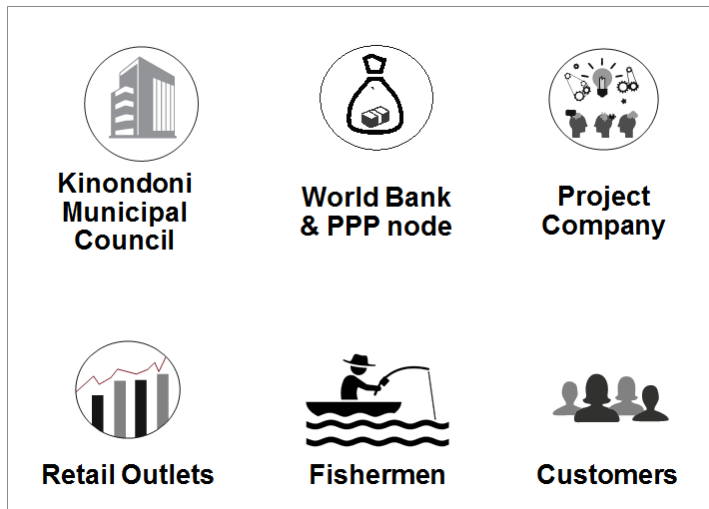 Kinondoni
Municipal
Council
World Bank
& PPP node
Project
Company
Retail Outlets
Fishermen
Customers